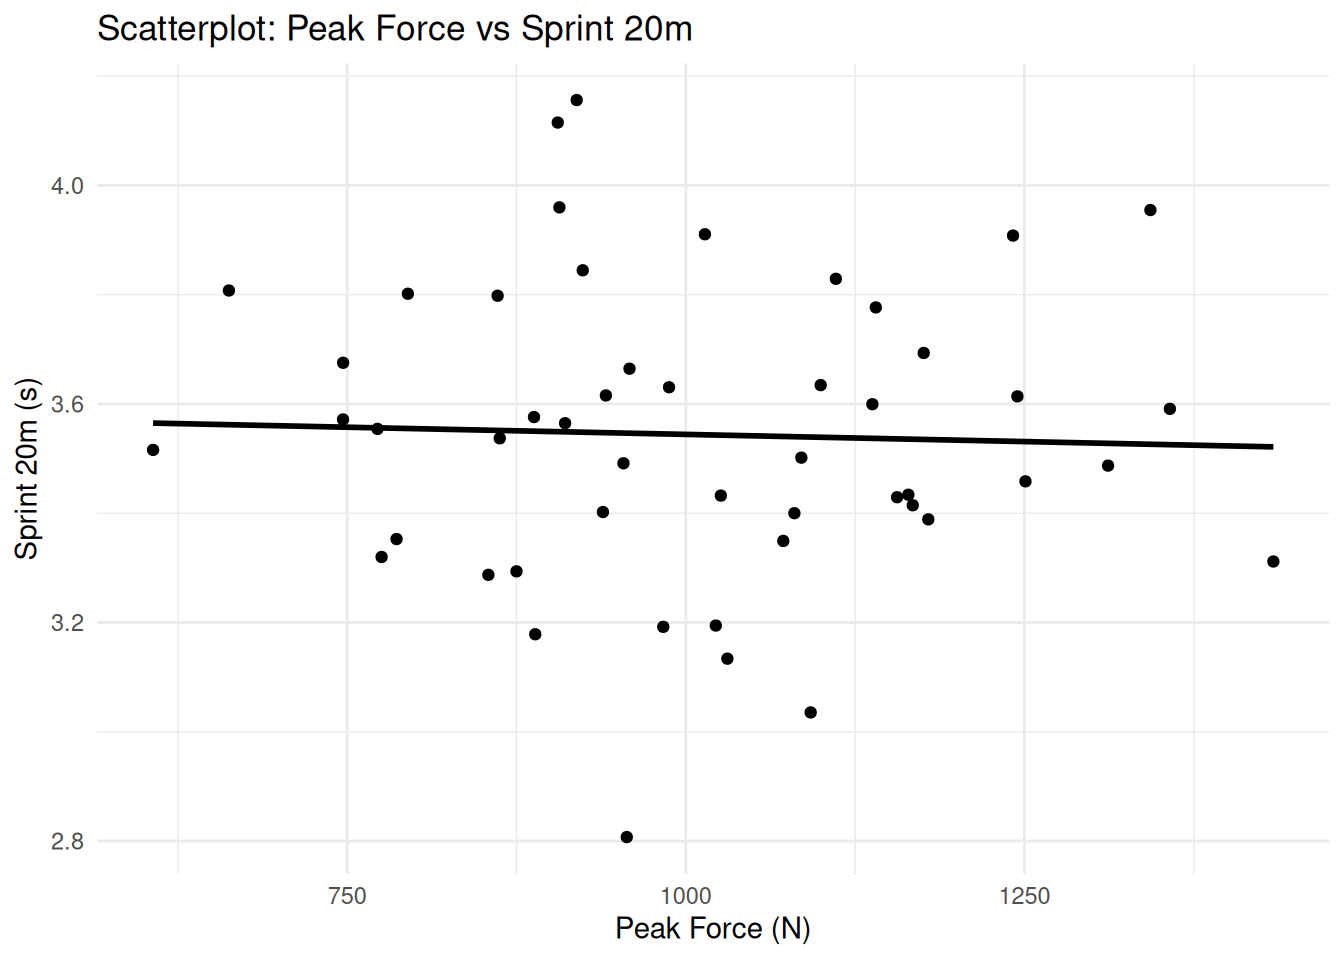 Scatterplot: Peak Force vs Sprint 20m
4.0
3.6
3.2
2.8
Sprint 20m (s)
750 1000 1250
Peak Force (N)